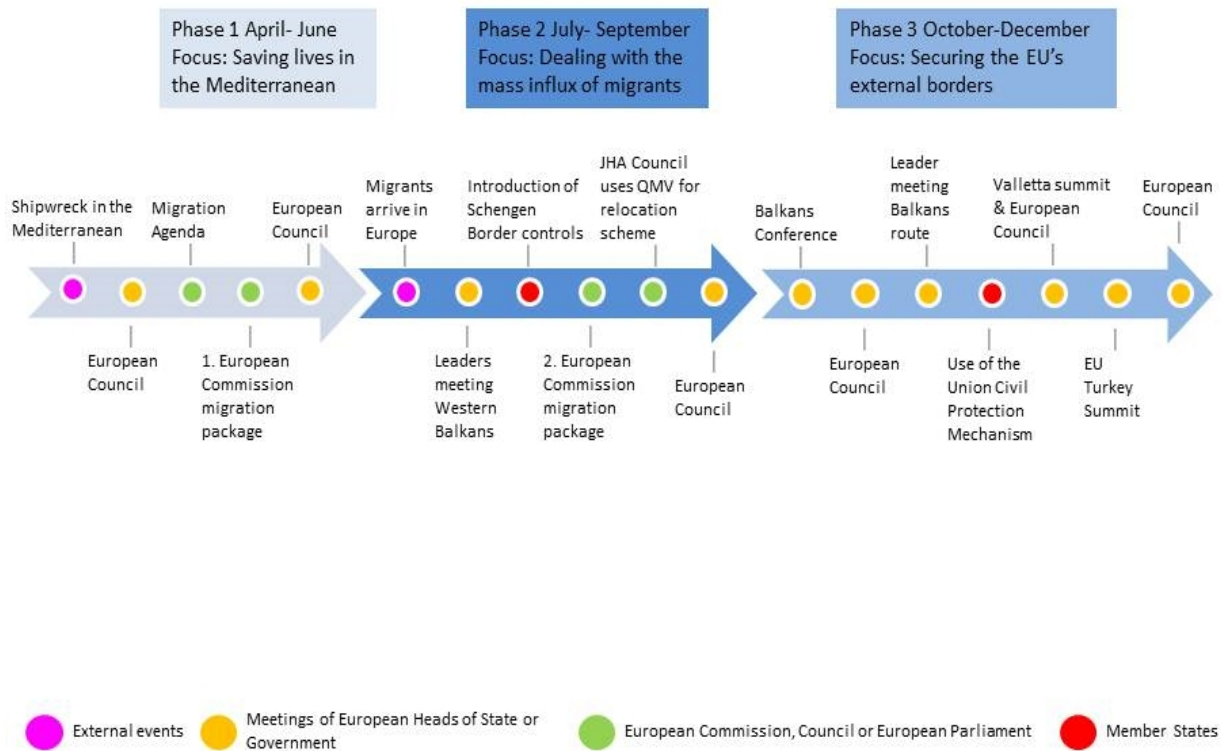 Phase 1 April- June
Focus: Saving lives in
the Mediterranean
Phase 2 July- September
Focus: Dealing with the
mass influx of migrants
Phase 3 October-December
Focus: Securing the EU's
external borders
Shipwreck in the
Mediterranean
Migration
Agenda
European
Council
Migrants
arrive in
Europe
Introduction of
Schengen
Border controls
JHA Council
uses QMV for
relocation
scheme
Balkans
Conference
Leader
meeting
Balkans
route
Valletta summit
& European
Council
European
Council
European
Council
1. European
Commission
migration
package
Leaders
meeting
Western
Balkans
2. European
Commission
migration
package
European
Council
European
Council
Use of the
Union Civil
Protection
Mechanism
EU
Turkey
Summit
External events
Meetings of European Heads of State or
Government
European Commission, Council or European Parliament
Member States